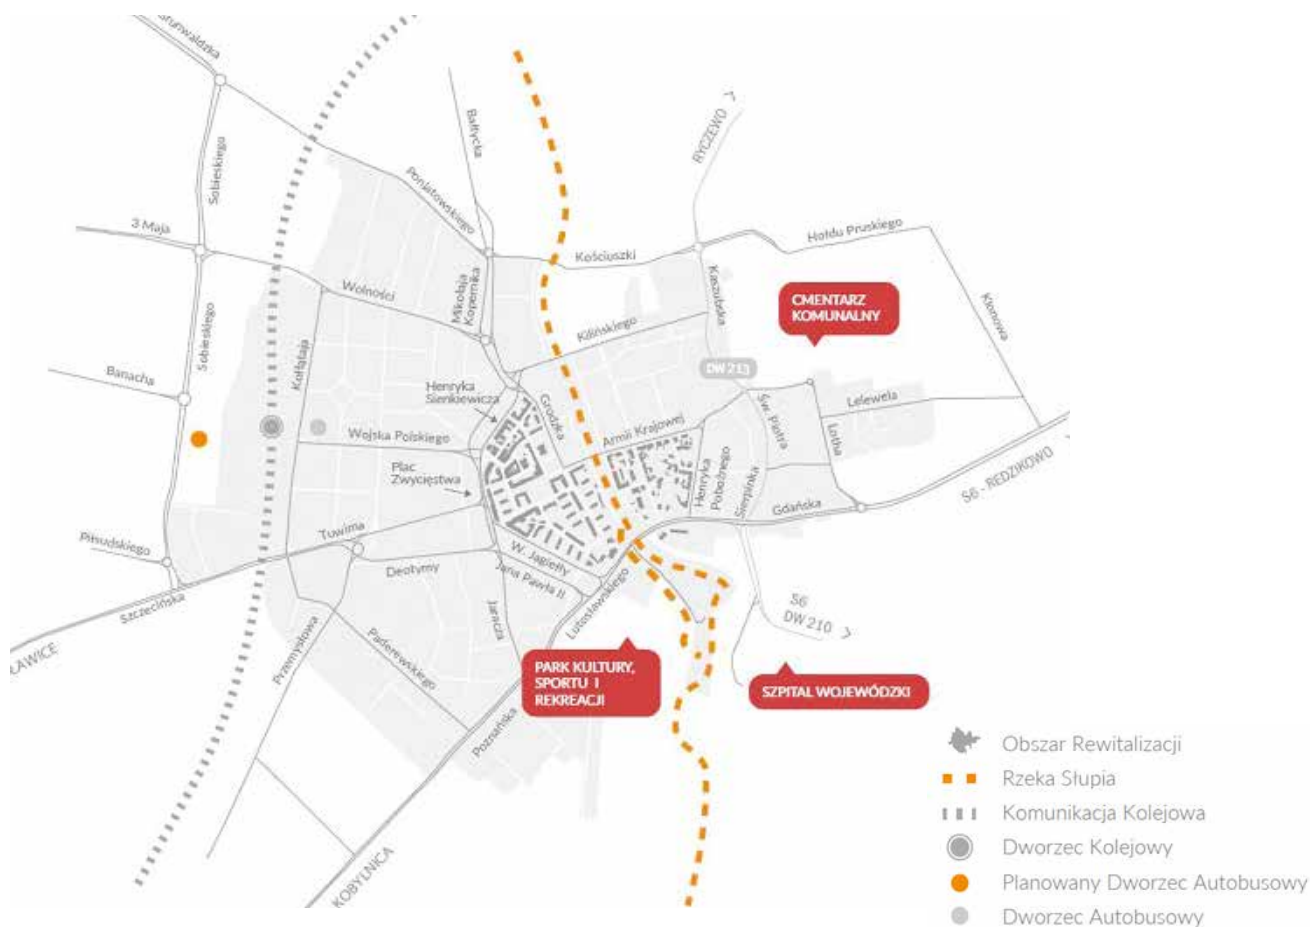 Grunwaldzka
Bałtycka
RYCZEWO
Sobieskiego
Poniatowskiego
3 Maja
Hołdu Pruskiego
Kościuszki
Wolności
Mikołaja
Kopernika
Kaszubska
CMENTARZ
KOMUNALNY
Klonowa
Kilińskiego
Sobieskiego
Kołłątaja
Banacha
DW 213
Henryka
Sienkiewicza
Grodzka
Św. Piotra
Lelewela
Wojska Polskiego
Armii Krajowej
Lotha
Plac
Zwycięstwa
Henryka
Pobożnego
Sierpinka
S6 - REDZIKOWO
Gdańska
Tuwima
Piłsudskiego
W. Jagiełły
Jana Pawła II
Deotymy
Szczecińska
Lutosławskiego
S6
DW 210
Jaracza
Przemysłowa
Paderewskiego
ŁAWICE
PARK KULTURY,
SPORTU I
REKREACJI
SZPITAL WOJEWÓDZKI
Poznańska
KOBYLNICA
Obszar Rewitalizacji
Rzeka Słupia
Komunikacja Kolejowa
Dworzec Kolejowy
Planowany Dworzec Autobusowy
Dworzec Autobusowy